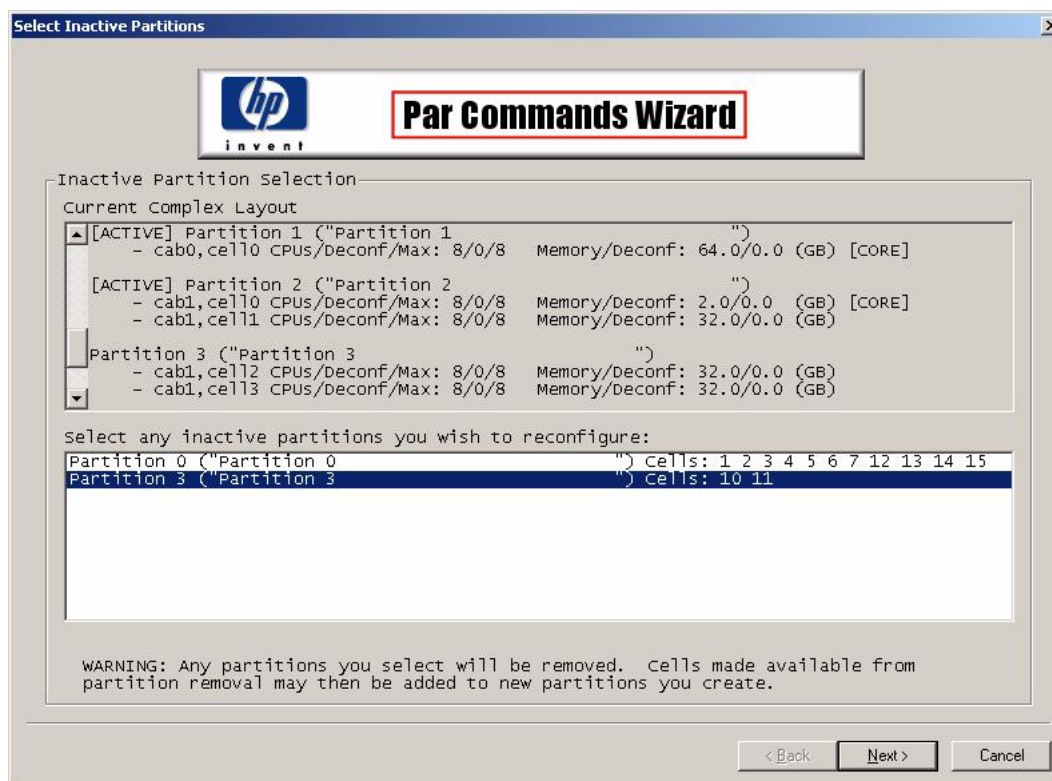 Select Inactive Partitions
hp
invent
Par Commands Wizard
Inactive Partition Selection
Current Complex Layout
[ACTIVE] Partition 1 ("Partition 1                    ")
- cab0,cell0 CPUs/Deconf/Max: 8/0/8   Memory/Deconf: 64.0/0.0 (GB) [CORE]
[ACTIVE] Partition 2 ("Partition 2                    ")
- cab1,cell0 CPUs/Deconf/Max: 8/0/8   Memory/Deconf: 2.0/0.0  (GB) [CORE]
- cab1,cell1 CPUs/Deconf/Max: 8/0/8   Memory/Deconf: 32.0/0.0 (GB)
Partition 3 ("Partition 3                    ")
- cab1,cell2 CPUs/Deconf/Max: 8/0/8   Memory/Deconf: 32.0/0.0 (GB)
- cab1,cell3 CPUs/Deconf/Max: 8/0/8   Memory/Deconf: 32.0/0.0 (GB)
Select any inactive partitions you wish to reconfigure:
Partition 0 ("Partition 0                    ") Cells: 1 2 3 4 5 6 7 12 13 14 15
Partition 3 ("Partition 3                    ") Cells: 10 11
WARNING: Any partitions you select will be removed.  Cells made available from
partition removal may then be added to new partitions you create.
< Back   Next >   Cancel